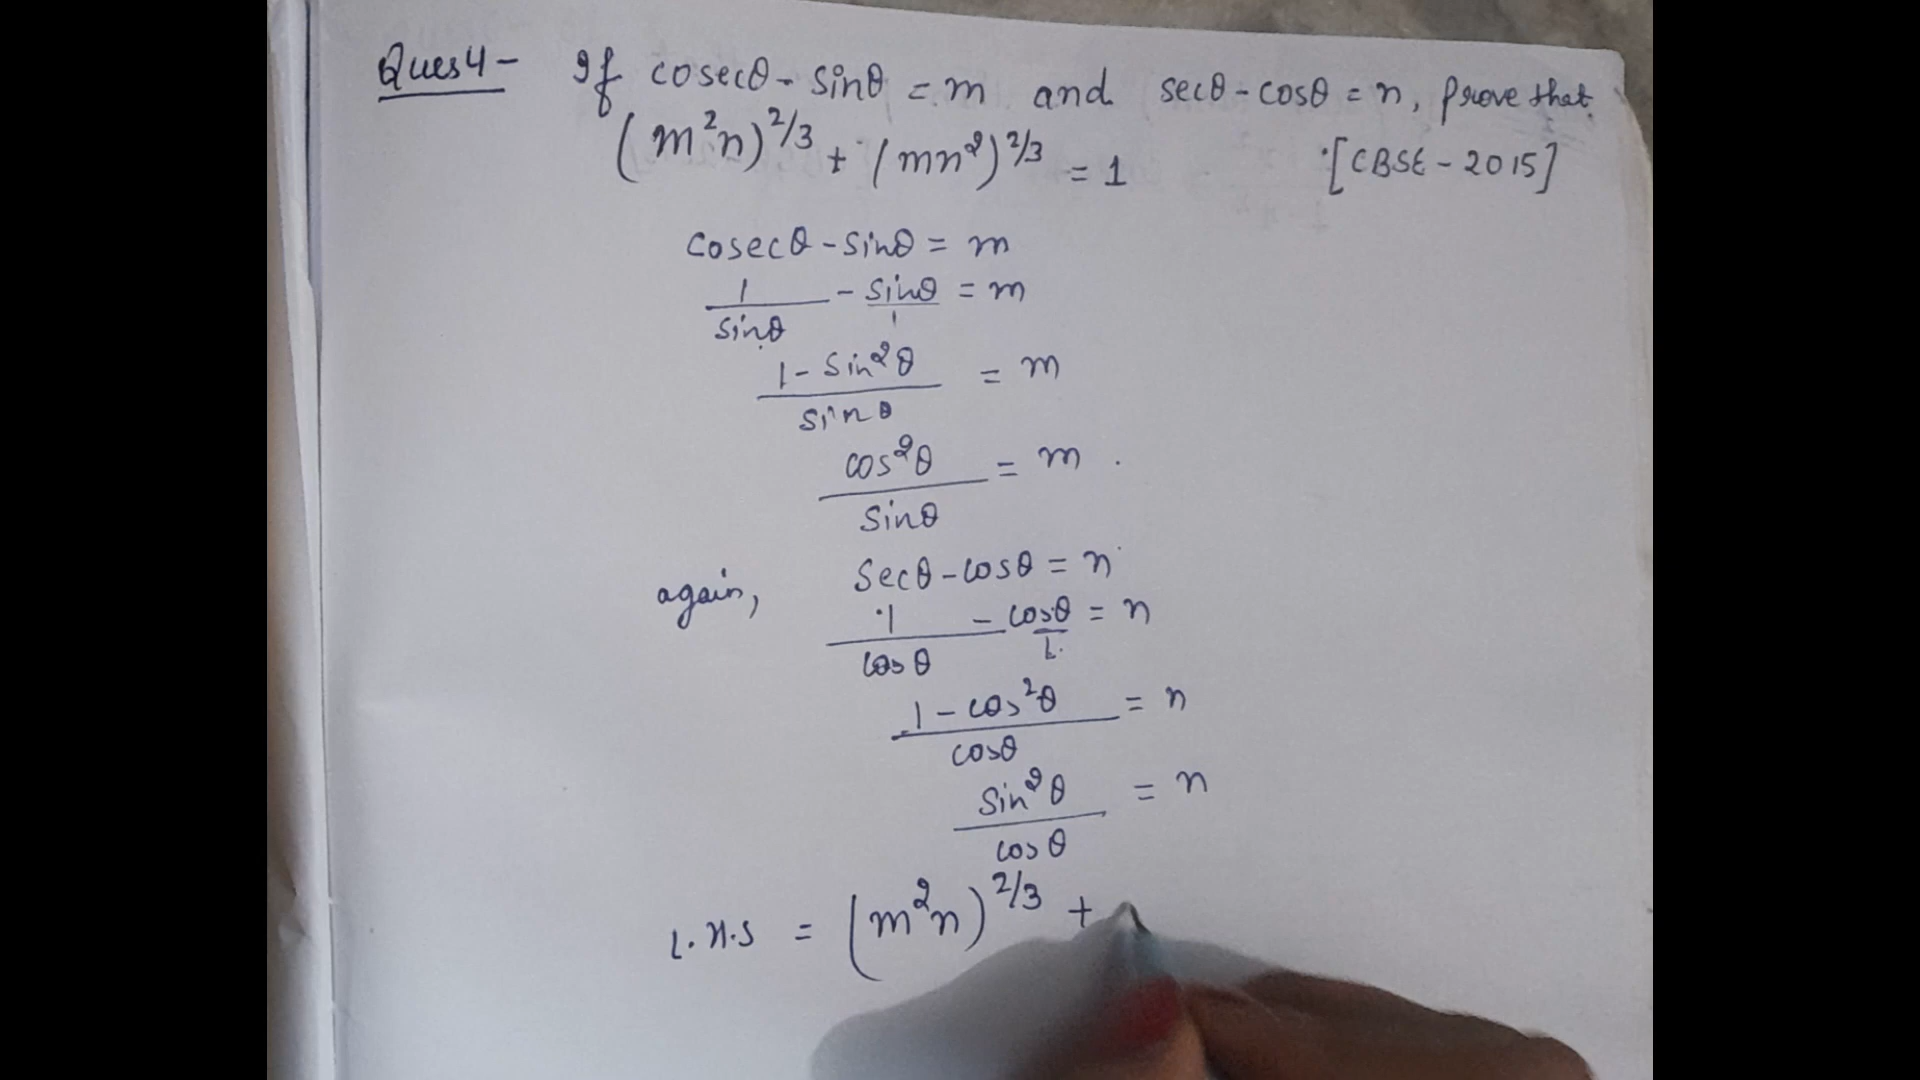 Ques 4- If cosecθ - sinθ = m and secθ - cosθ = n, prove that
(m²n)^2/3 + (mn²)^2/3 = 1 [CBSE - 2015]
cosecθ - sinθ = m
1/sinθ - sinθ/1 = m
1 - sin²θ/sinθ = m
cos²θ/sinθ = m
again, secθ - cosθ = n
1/cosθ - cosθ/1 = n
1 - cos²θ/cosθ = n
sin²θ/cosθ = n
L.H.S = (m²n)^2/3 +